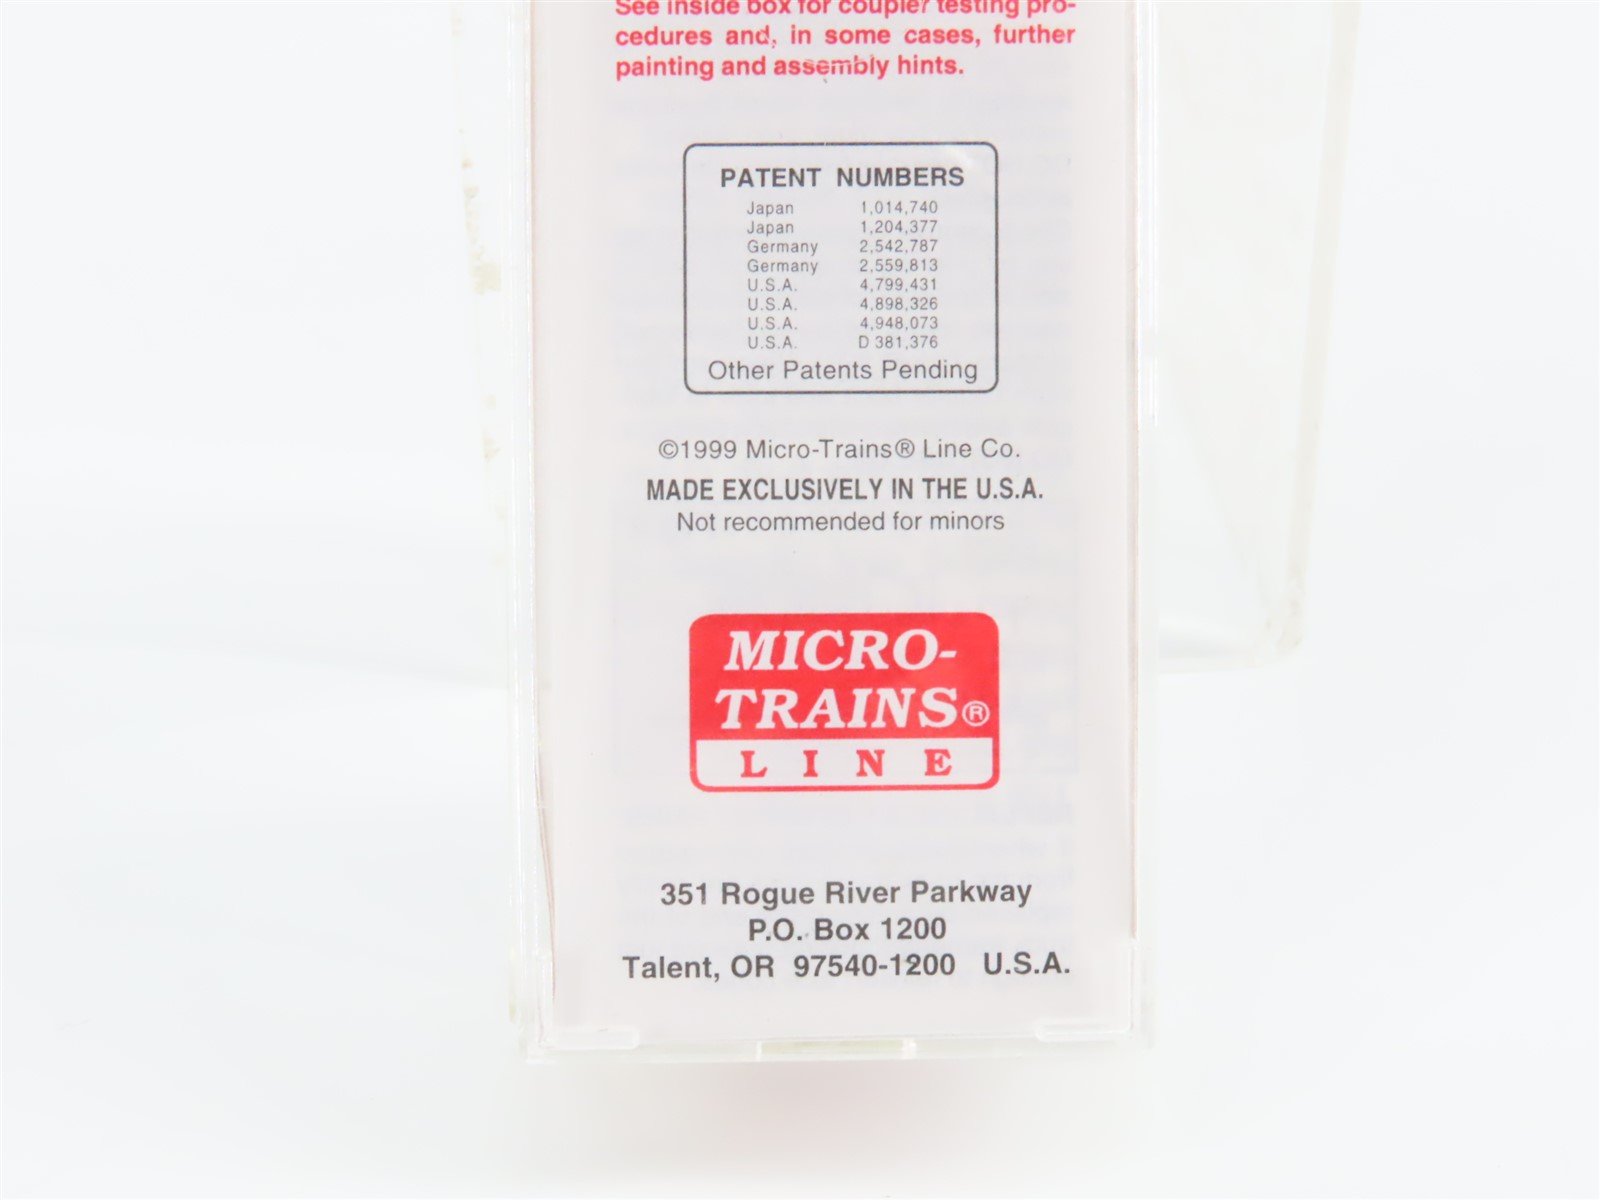 See inside box for coupler testing pro-
cedures and, in some cases, further
painting and assembly hints.
PATENT NUMBERS
Japan 1,014,740
Japan 1,204,377
Germany 2,542,787
Germany 2,559,813
U.S.A. 4,799,431
U.S.A. 4,898,326
U.S.A. 4,948,073
U.S.A. D 381,376
Other Patents Pending
©1999 Micro-Trains® Line Co.
MADE EXCLUSIVELY IN THE U.S.A.
Not recommended for minors
MICRO-
TRAINS®
LINE
351 Rogue River Parkway
P.O. Box 1200
Talent, OR 97540-1200 U.S.A.